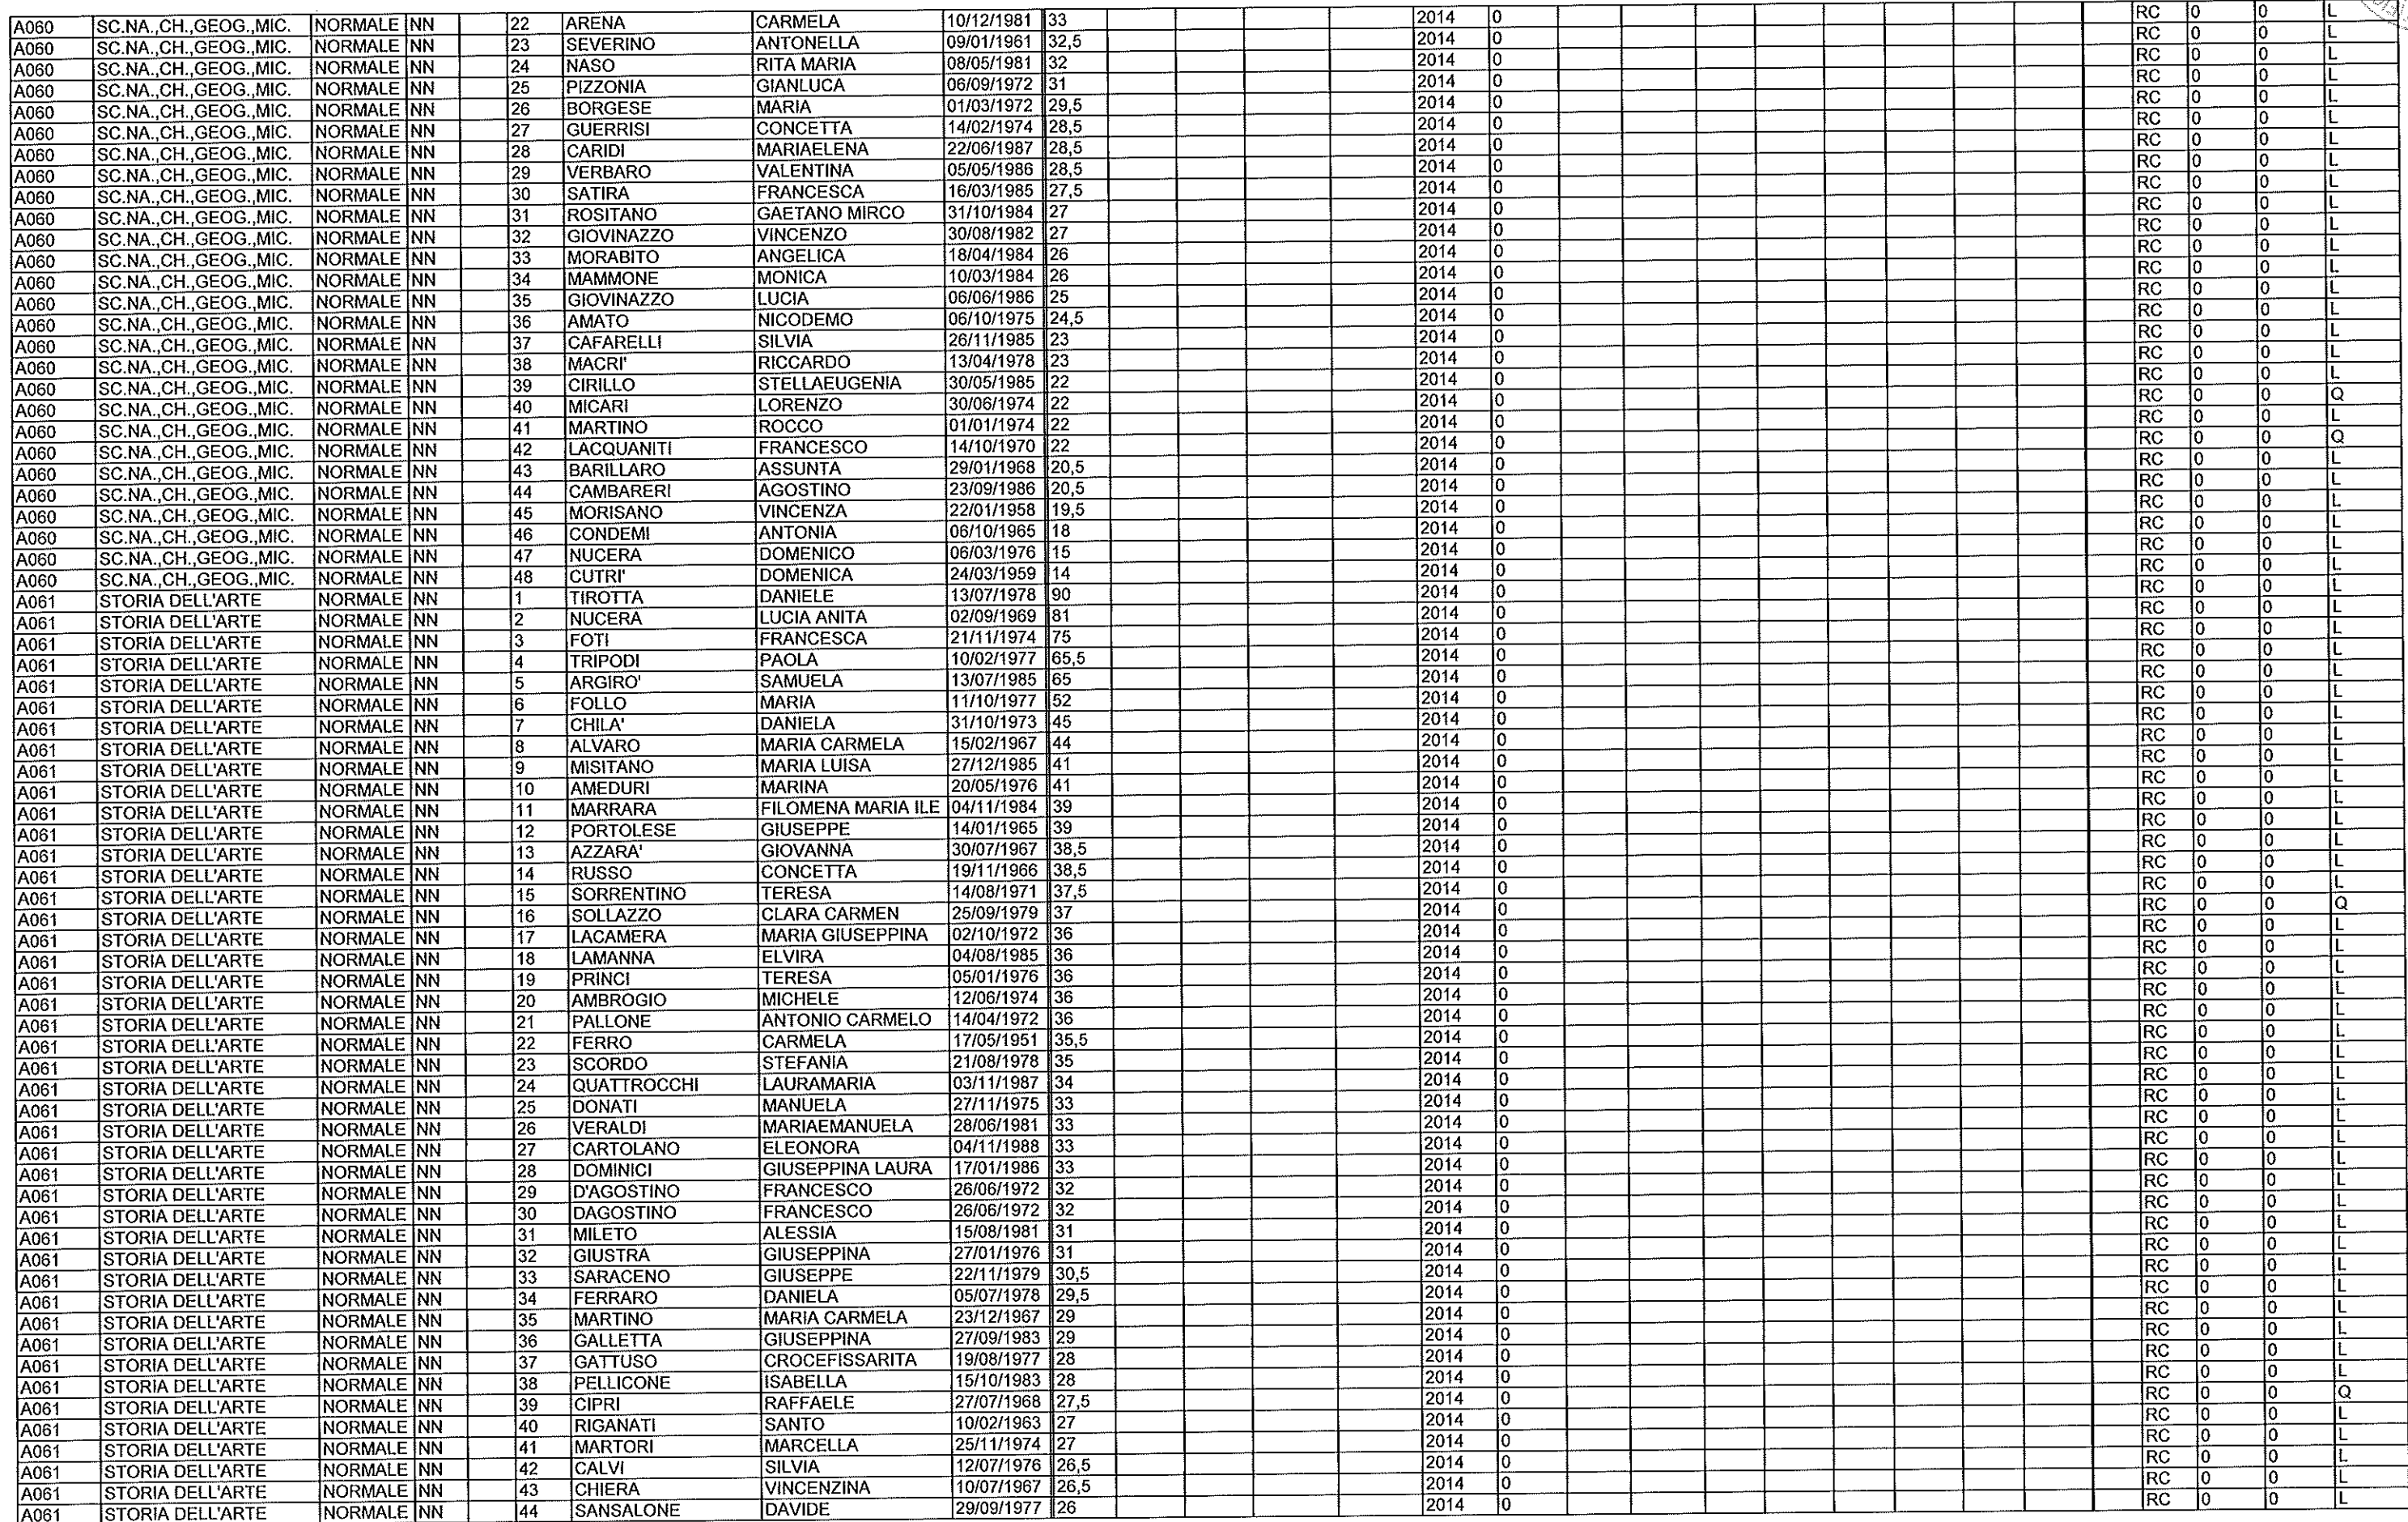 A060 SC.NA.,CH.,GEOG.,MIC. NORMALE NN 22 ARENA CARMELA 10/12/1981 33 2014 0 RC 0 0 L
A060 SC.NA.,CH.,GEOG.,MIC. NORMALE NN 23 SEVERINO ANTONELLA 09/01/1961 32,5 2014 0 RC 0 0 L
A060 SC.NA.,CH.,GEOG.,MIC. NORMALE NN 24 NASO RITA MARIA 08/05/1981 32 2014 0 RC 0 0 L
A060 SC.NA.,CH.,GEOG.,MIC. NORMALE NN 25 PIZZONIA GIANLUCA 06/09/1972 31 2014 0 RC 0 0 L
A060 SC.NA.,CH.,GEOG.,MIC. NORMALE NN 26 BORGESE MARIA 01/03/1972 29,5 2014 0 RC 0 0 L
A060 SC.NA.,CH.,GEOG.,MIC. NORMALE NN 27 GUERRISI CONCETTA 14/02/1974 28,5 2014 0 RC 0 0 L
A060 SC.NA.,CH.,GEOG.,MIC. NORMALE NN 28 CARIDI MARIAELENA 22/06/1987 28,5 2014 0 RC 0 0 L
A060 SC.NA.,CH.,GEOG.,MIC. NORMALE NN 29 VERBARO VALENTINA 05/05/1986 28,5 2014 0 RC 0 0 L
A060 SC.NA.,CH.,GEOG.,MIC. NORMALE NN 30 SATIRA FRANCESCA 16/03/1985 27,5 2014 0 RC 0 0 L
A060 SC.NA.,CH.,GEOG.,MIC. NORMALE NN 31 ROSITANO GAETANO MIRCO 31/10/1984 27 2014 0 RC 0 0 L
A060 SC.NA.,CH.,GEOG.,MIC. NORMALE NN 32 GIOVINAZZO VINCENZO 30/08/1982 27 2014 0 RC 0 0 L
A060 SC.NA.,CH.,GEOG.,MIC. NORMALE NN 33 MORABITO ANGELICA 18/04/1984 26 2014 0 RC 0 0 L
A060 SC.NA.,CH.,GEOG.,MIC. NORMALE NN 34 MAMMONE MONICA 10/03/1984 26 2014 0 RC 0 0 L
A060 SC.NA.,CH.,GEOG.,MIC. NORMALE NN 35 GIOVINAZZO LUCIA 06/06/1986 25 2014 0 RC 0 0 L
A060 SC.NA.,CH.,GEOG.,MIC. NORMALE NN 36 AMATO NICODEMO 06/10/1975 24,5 2014 0 RC 0 0 L
A060 SC.NA.,CH.,GEOG.,MIC. NORMALE NN 37 CAFARELLI SILVIA 26/11/1985 23 2014 0 RC 0 0 L
A060 SC.NA.,CH.,GEOG.,MIC. NORMALE NN 38 MACRI' RICCARDO 13/04/1978 23 2014 0 RC 0 0 L
A060 SC.NA.,CH.,GEOG.,MIC. NORMALE NN 39 CIRILLO STELLAEUGENIA 30/05/1985 22 2014 0 RC 0 0 L
A060 SC.NA.,CH.,GEOG.,MIC. NORMALE NN 40 MICARI LORENZO 30/06/1974 22 2014 0 RC 0 0 Q
A060 SC.NA.,CH.,GEOG.,MIC. NORMALE NN 41 MARTINO ROCCO 01/01/1974 22 2014 0 RC 0 0 L
A060 SC.NA.,CH.,GEOG.,MIC. NORMALE NN 42 LACQUANITI FRANCESCO 14/10/1970 22 2014 0 RC 0 0 Q
A060 SC.NA.,CH.,GEOG.,MIC. NORMALE NN 43 BARILLARO ASSUNTA 29/01/1968 20,5 2014 0 RC 0 0 L
A060 SC.NA.,CH.,GEOG.,MIC. NORMALE NN 44 CAMBARERI AGOSTINO 23/09/1986 20,5 2014 0 RC 0 0 L
A060 SC.NA.,CH.,GEOG.,MIC. NORMALE NN 45 MORISANO VINCENZA 22/01/1958 19,5 2014 0 RC 0 0 L
A060 SC.NA.,CH.,GEOG.,MIC. NORMALE NN 46 CONDEMI ANTONIA 06/10/1965 18 2014 0 RC 0 0 L
A060 SC.NA.,CH.,GEOG.,MIC. NORMALE NN 47 NUCERA DOMENICO 06/03/1976 15 2014 0 RC 0 0 L
A060 SC.NA.,CH.,GEOG.,MIC. NORMALE NN 48 CUTRI' DOMENICA 24/03/1959 14 2014 0 RC 0 0 L
A061 STORIA DELL'ARTE NORMALE NN 1 TIROTTA DANIELE 13/07/1978 90 2014 0 RC 0 0 L
A061 STORIA DELL'ARTE NORMALE NN 2 NUCERA LUCIA ANITA 02/09/1969 81 2014 0 RC 0 0 L
A061 STORIA DELL'ARTE NORMALE NN 3 FOTI FRANCESCA 21/11/1974 75 2014 0 RC 0 0 L
A061 STORIA DELL'ARTE NORMALE NN 4 TRIPODI PAOLA 10/02/1977 65,5 2014 0 RC 0 0 L
A061 STORIA DELL'ARTE NORMALE NN 5 ARGIRO' SAMUELA 13/07/1985 65 2014 0 RC 0 0 L
A061 STORIA DELL'ARTE NORMALE NN 6 FOLLO MARIA 11/10/1977 52 2014 0 RC 0 0 L
A061 STORIA DELL'ARTE NORMALE NN 7 CHILA' DANIELA 31/10/1973 45 2014 0 RC 0 0 L
A061 STORIA DELL'ARTE NORMALE NN 8 ALVARO MARIA CARMELA 15/02/1967 44 2014 0 RC 0 0 L
A061 STORIA DELL'ARTE NORMALE NN 9 MISITANO MARIA LUISA 27/12/1985 41 2014 0 RC 0 0 L
A061 STORIA DELL'ARTE NORMALE NN 10 AMEDURI MARINA 20/05/1976 41 2014 0 RC 0 0 L
A061 STORIA DELL'ARTE NORMALE NN 11 MARRARA FILOMENA MARIA ILE 04/11/1984 39 2014 0 RC 0 0 L
A061 STORIA DELL'ARTE NORMALE NN 12 PORTOLESE GIUSEPPE 14/01/1965 39 2014 0 RC 0 0 L
A061 STORIA DELL'ARTE NORMALE NN 13 AZZARA' GIOVANNA 30/07/1967 38,5 2014 0 RC 0 0 L
A061 STORIA DELL'ARTE NORMALE NN 14 RUSSO CONCETTA 19/11/1966 38,5 2014 0 RC 0 0 L
A061 STORIA DELL'ARTE NORMALE NN 15 SORRENTINO TERESA 14/08/1971 37,5 2014 0 RC 0 0 L
A061 STORIA DELL'ARTE NORMALE NN 16 SOLLAZZO CLARA CARMEN 25/09/1979 37 2014 0 RC 0 0 Q
A061 STORIA DELL'ARTE NORMALE NN 17 LACAMERA MARIA GIUSEPPINA 02/10/1972 36 2014 0 RC 0 0 L
A061 STORIA DELL'ARTE NORMALE NN 18 LAMANNA ELVIRA 04/08/1985 36 2014 0 RC 0 0 L
A061 STORIA DELL'ARTE NORMALE NN 19 PRINCI TERESA 05/01/1976 36 2014 0 RC 0 0 L
A061 STORIA DELL'ARTE NORMALE NN 20 AMBROGIO MICHELE 12/06/1974 36 2014 0 RC 0 0 L
A061 STORIA DELL'ARTE NORMALE NN 21 PALLONE ANTONIO CARMELO 14/04/1972 36 2014 0 RC 0 0 L
A061 STORIA DELL'ARTE NORMALE NN 22 FERRO CARMELA 17/05/1951 35,5 2014 0 RC 0 0 L
A061 STORIA DELL'ARTE NORMALE NN 23 SCORDO STEFANIA 21/08/1978 35 2014 0 RC 0 0 L
A061 STORIA DELL'ARTE NORMALE NN 24 QUATTROCCHI LAURAMARIA 03/11/1987 34 2014 0 RC 0 0 L
A061 STORIA DELL'ARTE NORMALE NN 25 DONATI MANUELA 27/11/1975 33 2014 0 RC 0 0 L
A061 STORIA DELL'ARTE NORMALE NN 26 VERALDI MARIAEMANUELA 28/06/1981 33 2014 0 RC 0 0 L
A061 STORIA DELL'ARTE NORMALE NN 27 CARTOLANO ELEONORA 04/11/1988 33 2014 0 RC 0 0 L
A061 STORIA DELL'ARTE NORMALE NN 28 DOMINICI GIUSEPPINA LAURA 17/01/1986 33 2014 0 RC 0 0 L
A061 STORIA DELL'ARTE NORMALE NN 29 D'AGOSTINO FRANCESCO 26/06/1972 32 2014 0 RC 0 0 L
A061 STORIA DELL'ARTE NORMALE NN 30 DAGOSTINO FRANCESCO 26/06/1972 32 2014 0 RC 0 0 L
A061 STORIA DELL'ARTE NORMALE NN 31 MILETO ALESSIA 15/08/1981 31 2014 0 RC 0 0 L
A061 STORIA DELL'ARTE NORMALE NN 32 GIUSTRA GIUSEPPINA 27/01/1976 31 2014 0 RC 0 0 L
A061 STORIA DELL'ARTE NORMALE NN 33 SARACENO GIUSEPPE 22/11/1979 30,5 2014 0 RC 0 0 L
A061 STORIA DELL'ARTE NORMALE NN 34 FERRARO DANIELA 05/07/1978 29,5 2014 0 RC 0 0 L
A061 STORIA DELL'ARTE NORMALE NN 35 MARTINO MARIA CARMELA 23/12/1967 29 2014 0 RC 0 0 L
A061 STORIA DELL'ARTE NORMALE NN 36 GALLETTA GIUSEPPINA 27/09/1983 29 2014 0 RC 0 0 L
A061 STORIA DELL'ARTE NORMALE NN 37 GATTUSO CROCEFISSARITA 19/08/1977 28 2014 0 RC 0 0 L
A061 STORIA DELL'ARTE NORMALE NN 38 PELLICONE ISABELLA 15/10/1983 28 2014 0 RC 0 0 L
A061 STORIA DELL'ARTE NORMALE NN 39 CIPRI RAFFAELE 27/07/1968 27,5 2014 0 RC 0 0 Q
A061 STORIA DELL'ARTE NORMALE NN 40 RIGANATI SANTO 10/02/1963 27 2014 0 RC 0 0 L
A061 STORIA DELL'ARTE NORMALE NN 41 MARTORI MARCELLA 25/11/1974 27 2014 0 RC 0 0 L
A061 STORIA DELL'ARTE NORMALE NN 42 CALVI SILVIA 12/07/1976 26,5 2014 0 RC 0 0 L
A061 STORIA DELL'ARTE NORMALE NN 43 CHIERA VINCENZINA 10/07/1967 26,5 2014 0 RC 0 0 L
A061 STORIA DELL'ARTE NORMALE NN 44 SANSALONE DAVIDE 29/09/1977 26 2014 0 RC 0 0 L